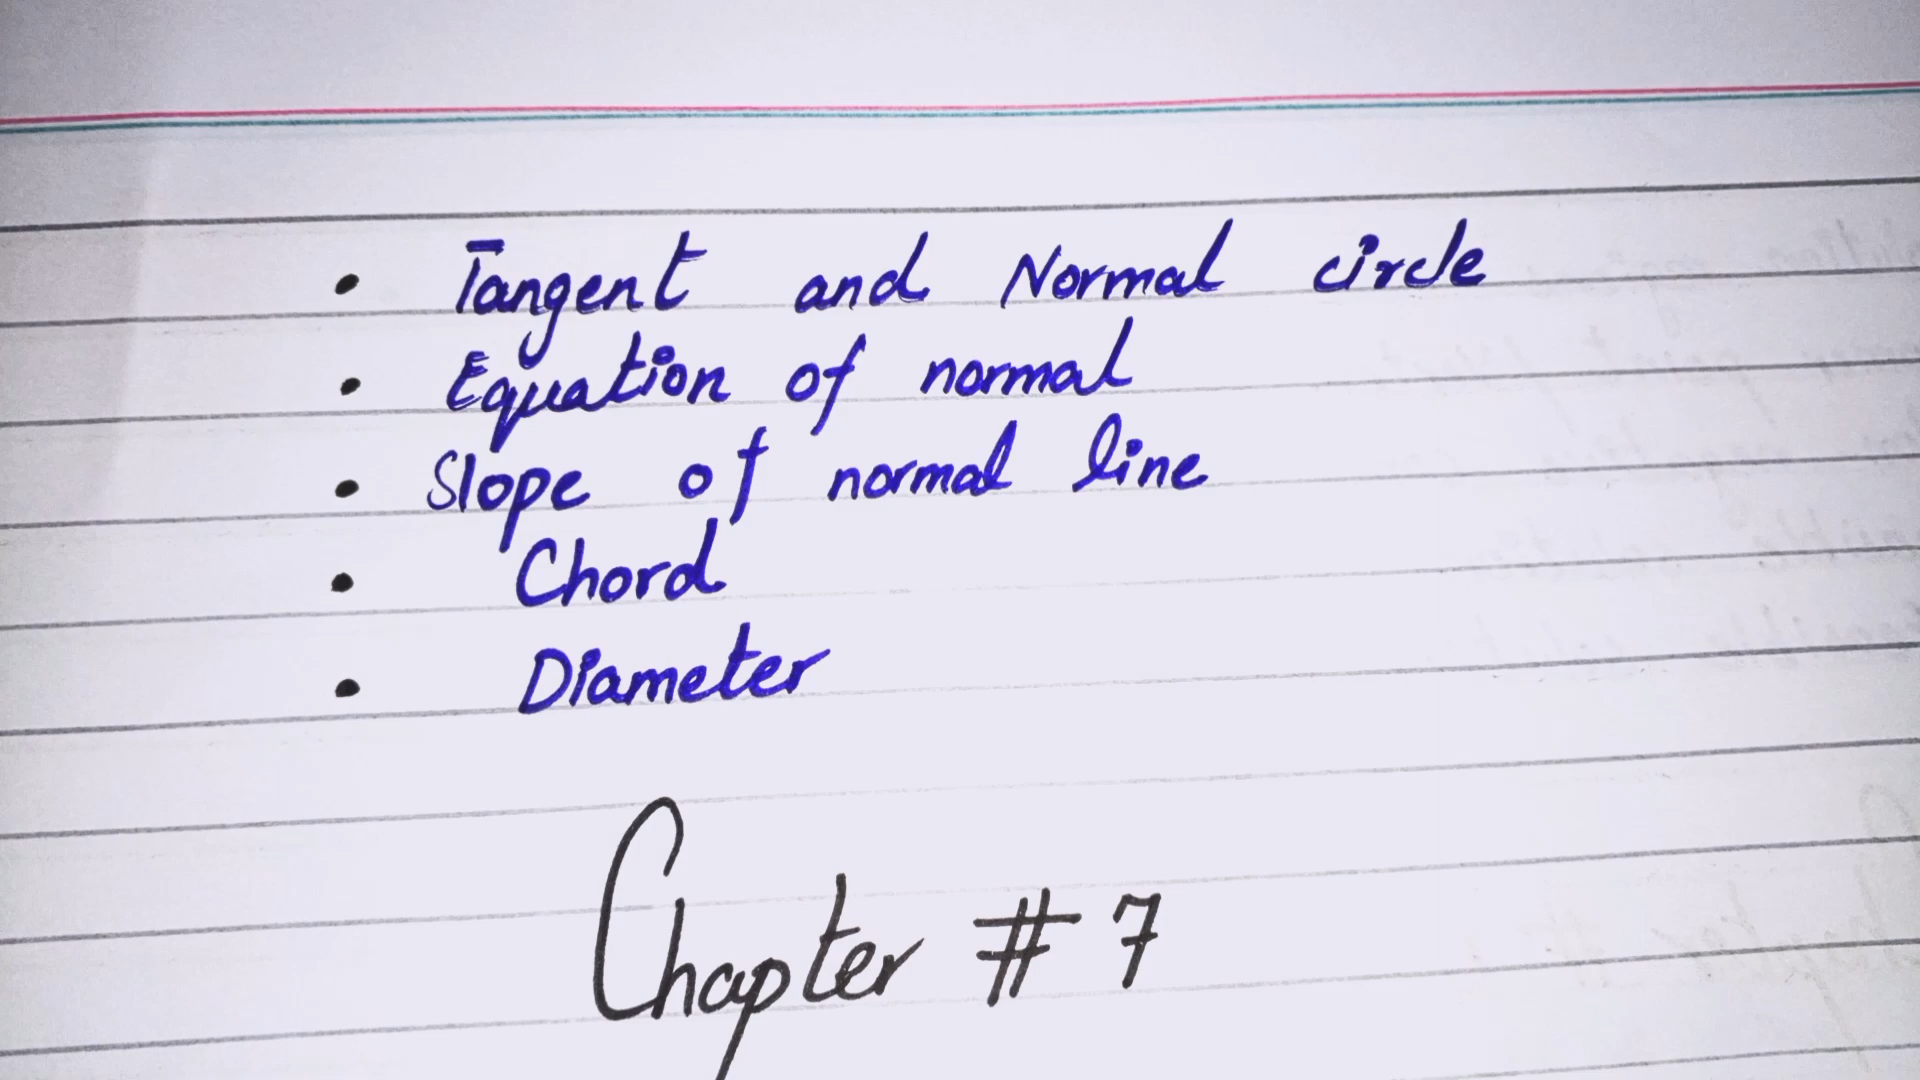 • Tangent and Normal circle
• Equation of normal
• Slope of normal line
• Chord
• Diameter
Chapter # 7